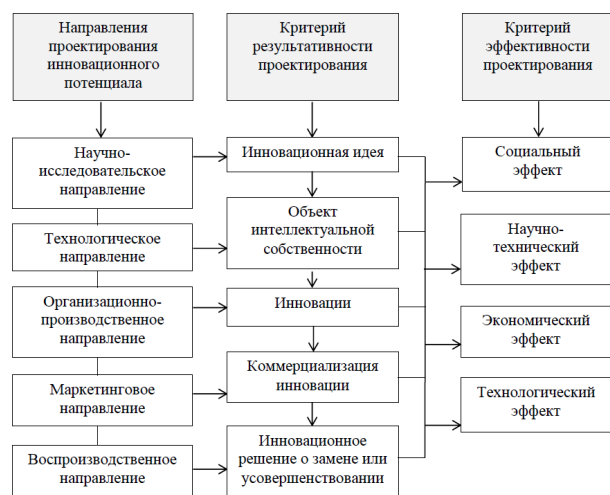 Направления
проектирования
инновационного
потенциала
Критерий
результативности
проектирования
Критерий
эффективности
проектирования
Научно-
исследовательское
направление
Технологическое
направление
Организационно-
производственное
направление
Маркетинговое
направление
Воспроизводственное
направление
Инновационная идея
Объект
интеллектуальной
собственности
Инновации
Коммерциализация
инновации
Инновационное
решение о замене или
усовершенствовании
Социальный
эффект
Научно-
технический
эффект
Экономический
эффект
Технологический
эффект